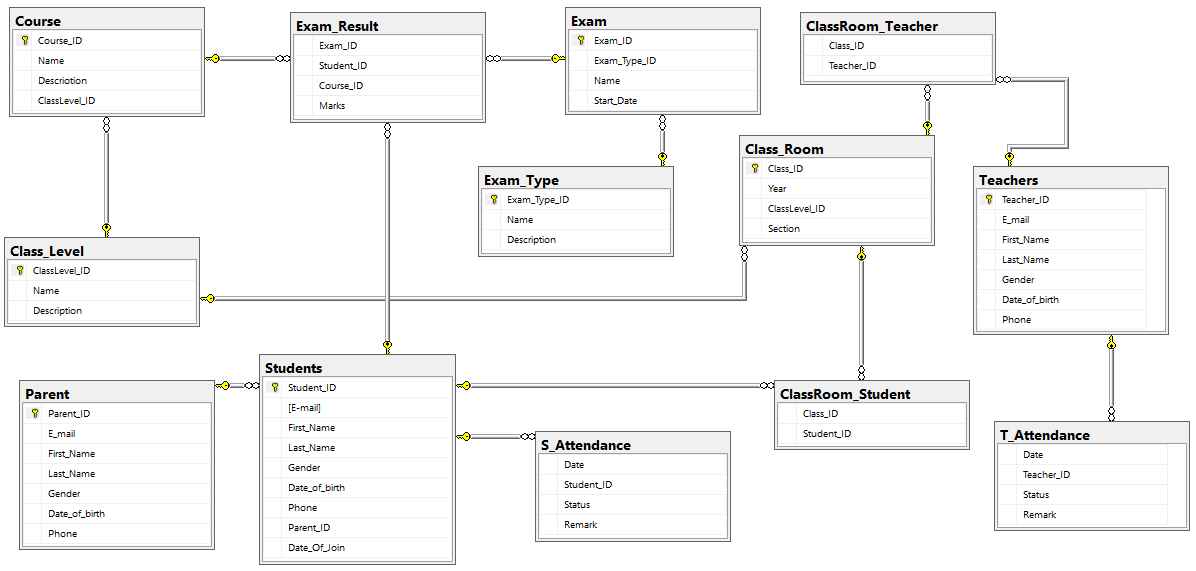 Course
Course_ID
Name
Descriotion
ClassLevel_ID
Exam_Result
Exam_ID
Student_ID
Course_ID
Marks
Exam
Exam_ID
Exam_Type_ID
Name
Start_Date
ClassRoom_Teacher
Class_ID
Teacher_ID
Class_Room
Class_ID
Year
ClassLevel_ID
Section
Exam_Type
Exam_Type_ID
Name
Description
Teachers
Teacher_ID
E_mail
First_Name
Last_Name
Gender
Date_of_birth
Phone
Class_Level
ClassLevel_ID
Name
Description
Students
Student_ID
[E-mail]
First_Name
Last_Name
Gender
Date_of_birth
Phone
Parent_ID
Date_Of_Join
Parent
Parent_ID
E_mail
First_Name
Last_Name
Gender
Date_of_birth
Phone
ClassRoom_Student
Class_ID
Student_ID
S_Attendance
Date
Student_ID
Status
Remark
T_Attendance
Date
Teacher_ID
Status
Remark